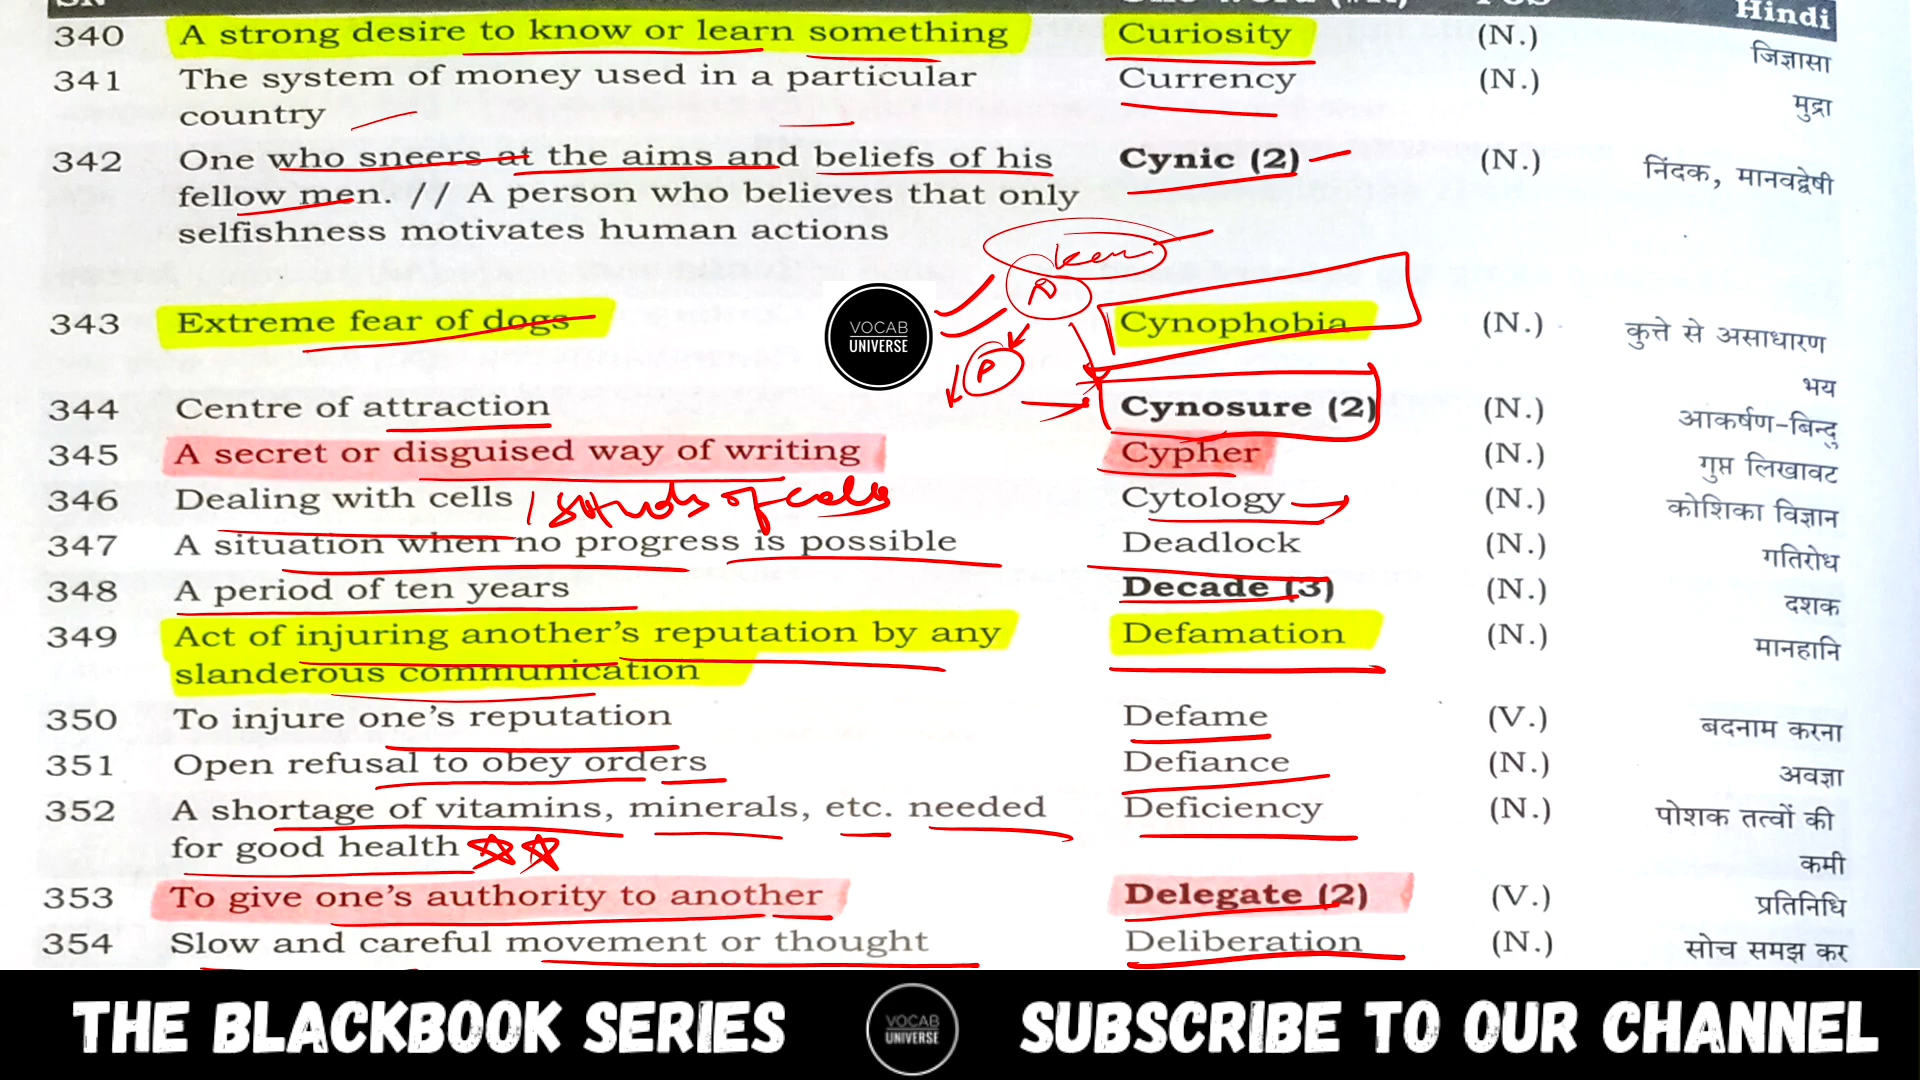 Hindi
340 A strong desire to know or learn something Curiosity (N.) जिज्ञासा
341 The system of money used in a particular Currency (N.) मुद्रा
country
342 One who sneers at the aims and beliefs of his Cynic (2) (N.) निंदक, मानवद्वेषी
fellow men. // A person who believes that only
selfishness motivates human actions
343 Extreme fear of dogs Cynophobia (N.) कुत्ते से असाधारण
भय
VOCAB
UNIVERSE
N
P
344 Centre of attraction Cynosure (2) (N.) आकर्षण-बिन्दु
345 A secret or disguised way of writing Cypher (N.) गुप्त लिखावट
346 Dealing with cells Cytology (N.) कोशिका विज्ञान
347 A situation when no progress is possible Deadlock (N.) गतिरोध
348 A period of ten years Decade (3) (N.) दशक
349 Act of injuring another's reputation by any Defamation (N.) मानहानि
slanderous communication
350 To injure one's reputation Defame (V.) बदनाम करना
351 Open refusal to obey orders Defiance (N.) अवज्ञा
352 A shortage of vitamins, minerals, etc. needed Deficiency (N.) पोशक तत्वों की
for good health कमी
353 To give one's authority to another Delegate (2) (V.) प्रतिनिधि
354 Slow and careful movement or thought Deliberation (N.) सोच समझ कर
THE BLACKBOOK SERIES VOCAB UNIVERSE SUBSCRIBE TO OUR CHANNEL